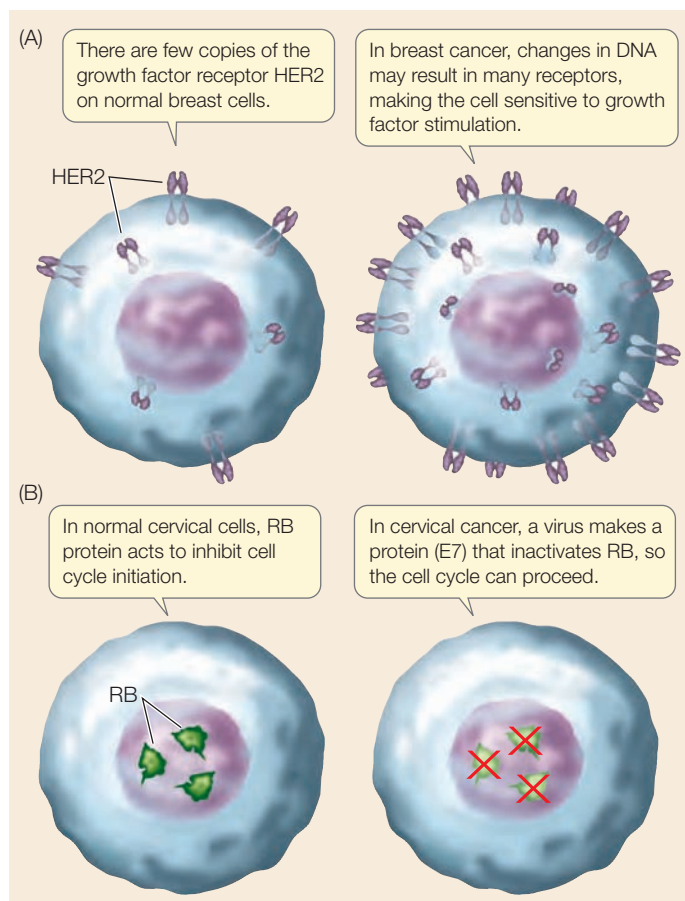 (A)
There are few copies of the
growth factor receptor HER2
on normal breast cells.
In breast cancer, changes in DNA
may result in many receptors,
making the cell sensitive to growth
factor stimulation.
HER2
(B)
In normal cervical cells, RB
protein acts to inhibit cell
cycle initiation.
In cervical cancer, a virus makes a
protein (E7) that inactivates RB, so
the cell cycle can proceed.
RB